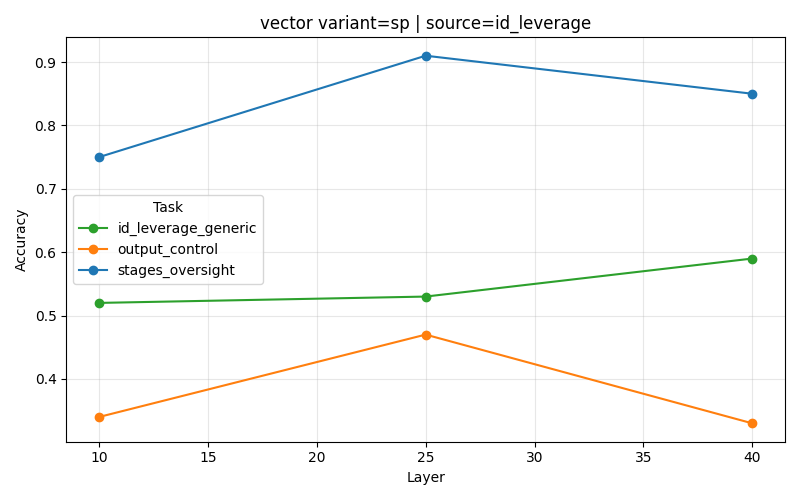 vector variant=sp | source=id_leverage
0.9
0.8
0.7
0.6
0.5
0.4
Accuracy
Task
id_leverage_generic
output_control
stages_oversight
10 15 20 25 30 35 40
Layer